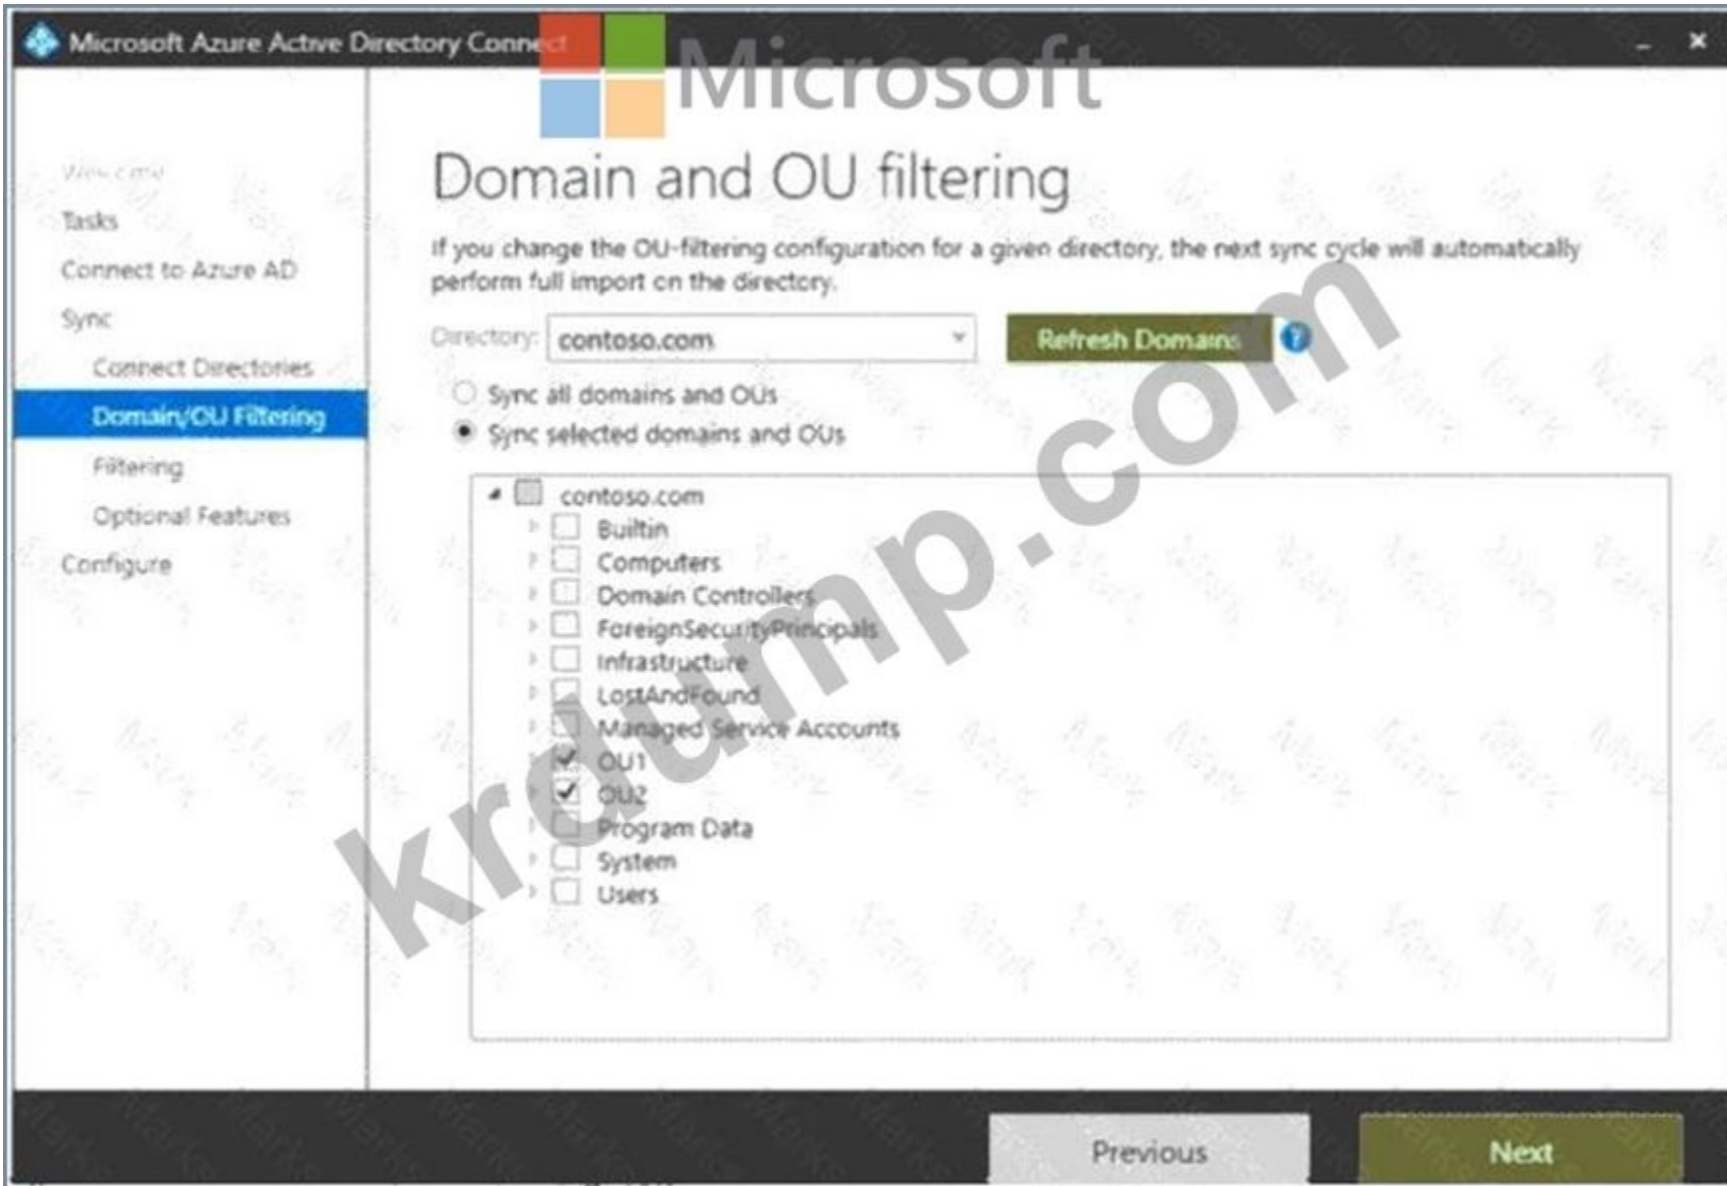 Microsoft Azure Active Directory Connect
Microsoft
Welcome
Tasks
Connect to Azure AD
Sync
Connect Directories
Domain/OU Filtering
Filtering
Optional Features
Configure
Domain and OU filtering
If you change the OU-filtering configuration for a given directory, the next sync cycle will automatically
perform full import on the directory.
Directory: contoso.com
Refresh Domains ?
Sync all domains and OUs
Sync selected domains and OUs
contoso.com
Builtin
Computers
Domain Controllers
ForeignSecurityPrincipals
Infrastructure
LostAndFound
Managed Service Accounts
OU1
OU2
Program Data
System
Users
krdump.com
Previous
Next